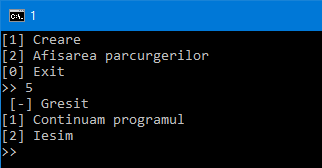 1
[1] Creare
[2] Afisarea parcurgerilor
[0] Exit
>> 5
[-] Gresit
[1] Continuam programul
[2] Iesim
>>